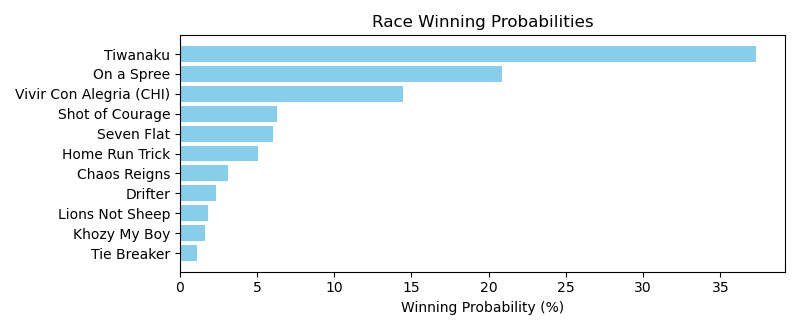 Race Winning Probabilities
Tiwanaku
On a Spree
Vivir Con Alegria (CHI)
Shot of Courage
Seven Flat
Home Run Trick
Chaos Reigns
Drifter
Lions Not Sheep
Khozy My Boy
Tie Breaker
0 5 10 15 20 25 30 35
Winning Probability (%)